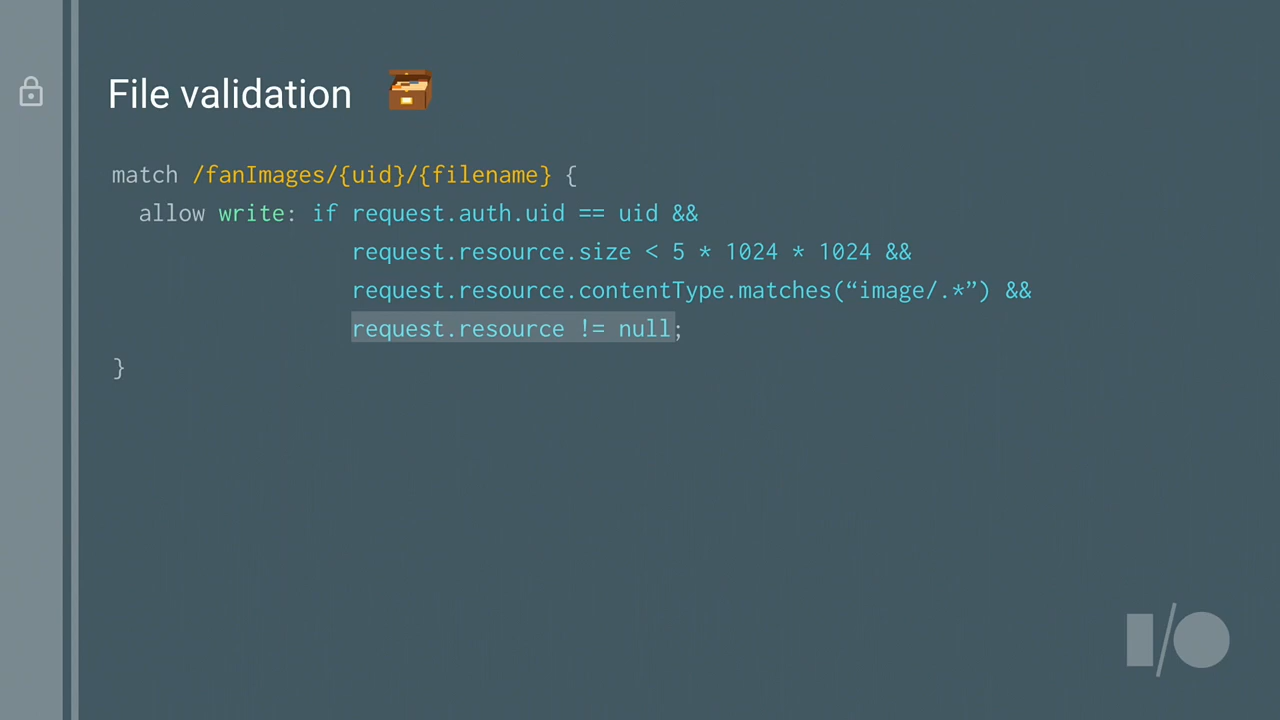 File validation
match /fanImages/{uid}/{filename} {
allow write: if request.auth.uid == uid &&
request.resource.size < 5 * 1024 * 1024 &&
request.resource.contentType.matches(“image/.*”) &&
request.resource != null;
}
I/O